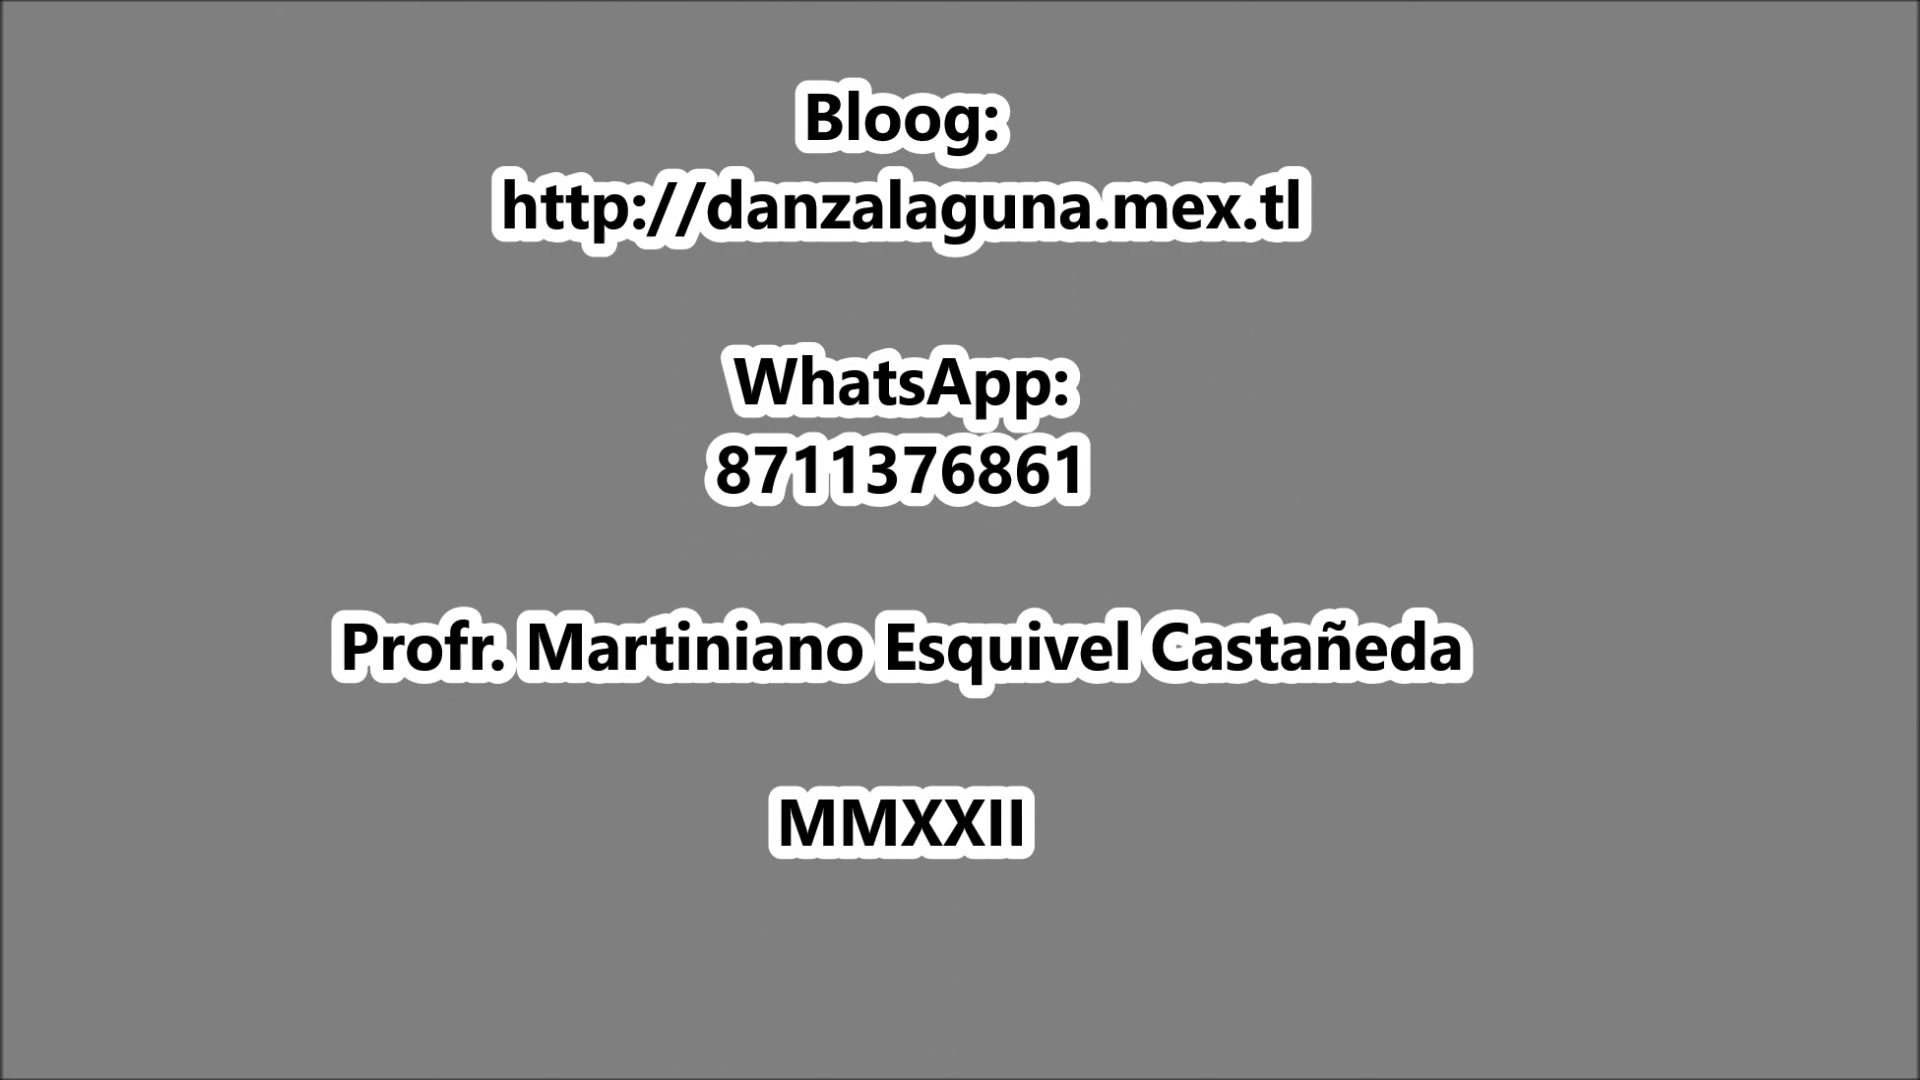 Bloog:
http://danzalaguna.mex.tl
WhatsApp:
8711376861
Profr. Martiniano Esquivel Castañeda
MMXXII